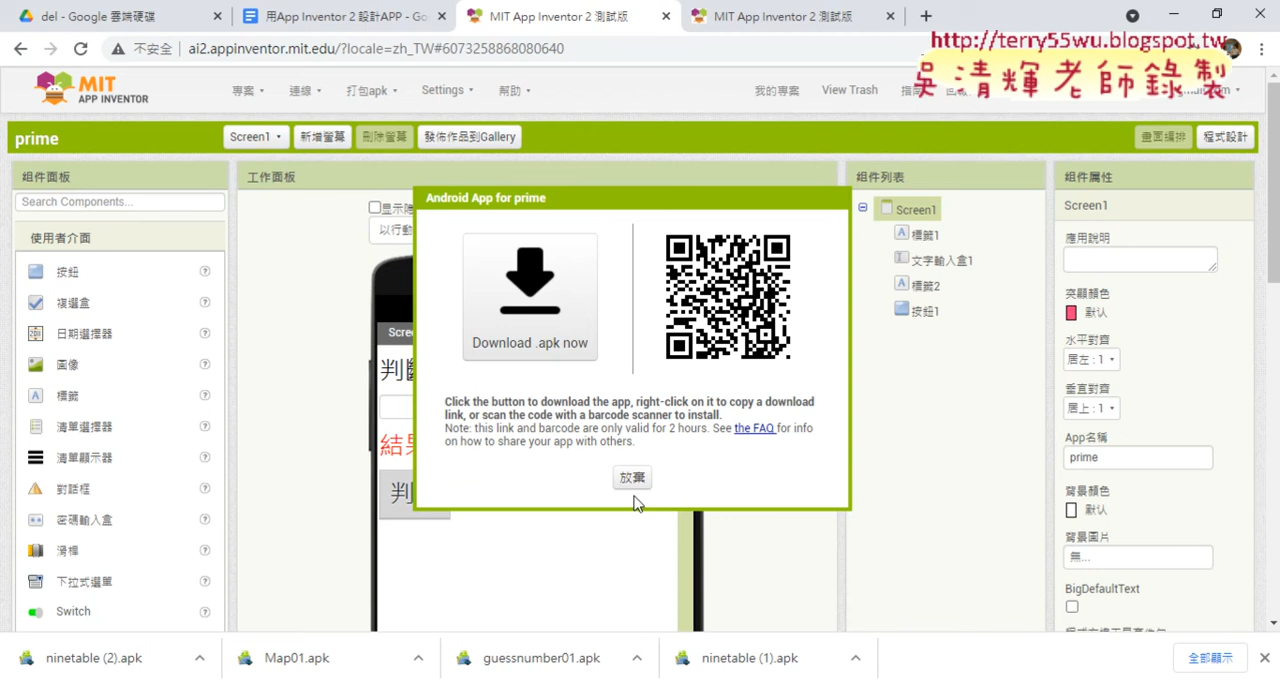 del - Google 雲端硬碟
用App Inventor 2 設計APP - Go
MIT App Inventor 2 測試版
MIT App Inventor 2 測試版
不安全
ai2.appinventor.mit.edu/?locale=zh_TW#6073258868080640
http://terry55wu.blogspot.tw
吳清輝老師錄製
MIT
APP INVENTOR
專案
連線
打包apk
Settings
幫助
我的專案
View Trash
prime
Screen1
新增螢幕
刪除螢幕
發佈作品到Gallery
畫面編排
程式設計
組件面板
Search Components...
使用者介面
按鈕
複選盒
日期選擇器
圖像
標籤
清單選擇器
清單顯示器
對話框
密碼輸入盒
滑桿
下拉式選單
Switch
工作面板
顯示隱
以行動
Scree
判斷
結果
判
Android App for prime
Download .apk now
Click the button to download the app, right-click on it to copy a download
link, or scan the code with a barcode scanner to install.
Note: this link and barcode are only valid for 2 hours. See the FAQ for info
on how to share your app with others.
放棄
組件列表
Screen1
標籤1
文字輸入盒1
標籤2
按鈕1
組件屬性
Screen1
應用說明
突顯顏色
默认
水平對齊
居左 : 1
垂直對齊
居上 : 1
App名稱
prime
背景顏色
默认
背景圖片
無...
BigDefaultText
ninetable (2).apk
Map01.apk
guessnumber01.apk
ninetable (1).apk
全部顯示